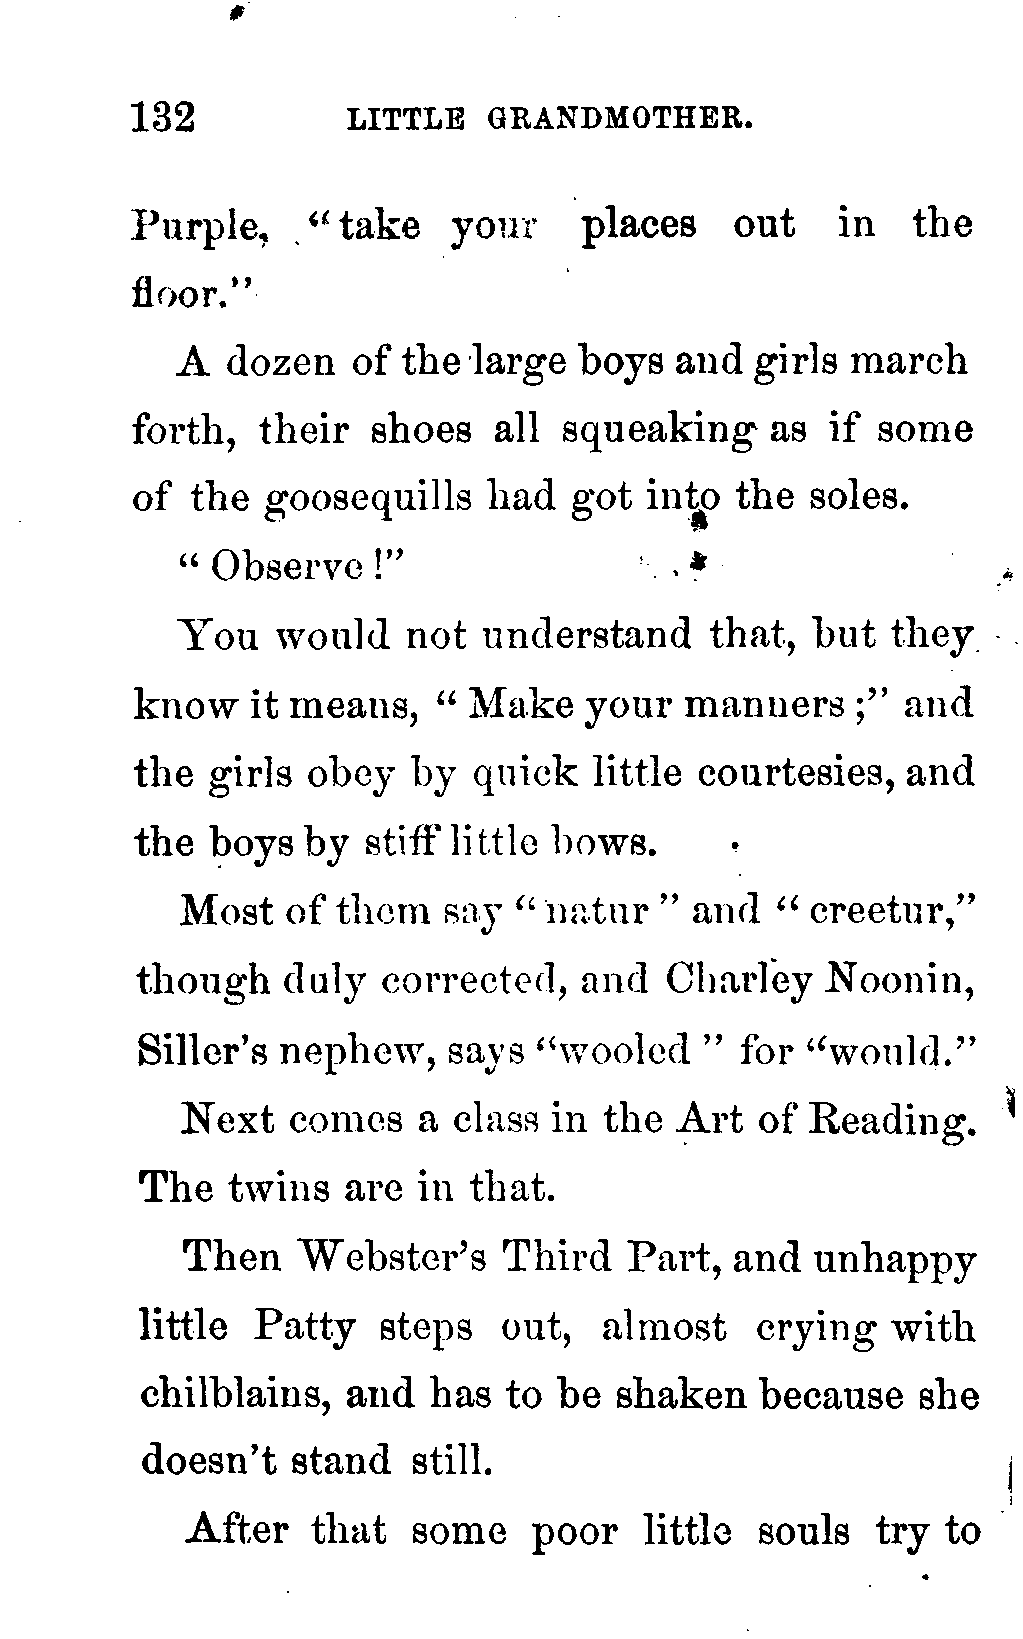 132 LITTLE GRANDMOTHER.
Purple, "take your places out in the
floor."
A dozen of the large boys and girls march
forth, their shoes all squeaking as if some
of the goosequills had got into the soles.
"Observe!"
You would not understand that, but they
know it means, "Make your manners;" and
the girls obey by quick little courtesies, and
the boys by stiff little bows.
Most of them say "natur" and "creetur,"
though duly corrected, and Charley Noonin,
Siller's nephew, says "wooled" for "would."
Next comes a class in the Art of Reading.
The twins are in that.
Then Webster's Third Part, and unhappy
little Patty steps out, almost crying with
chilblains, and has to be shaken because she
doesn't stand still.
After that some poor little souls try to